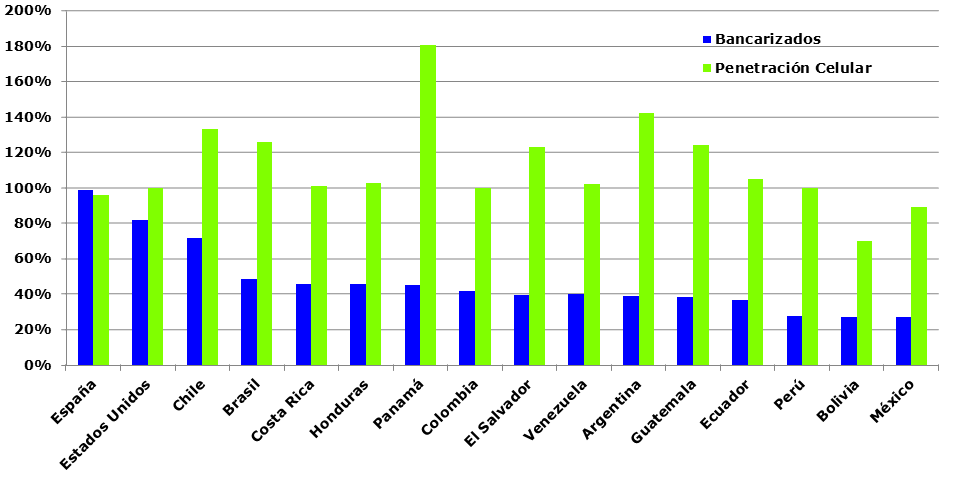 200%
180%
160%
140%
120%
100%
80%
60%
40%
20%
0%
Bancarizados
Penetración Celular
España
Estados Unidos
Chile
Brasil
Costa Rica
Honduras
Panamá
Colombia
El Salvador
Venezuela
Argentina
Guatemala
Ecuador
Perú
Bolivia
México